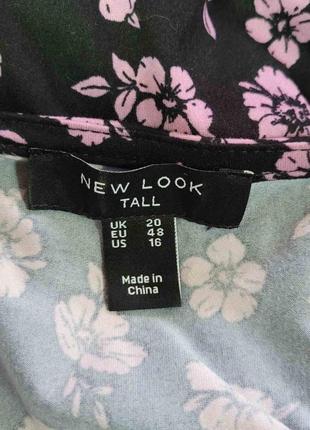 NEW LOOK
TALL
UK 20
EU 48
US 16
Made in
China